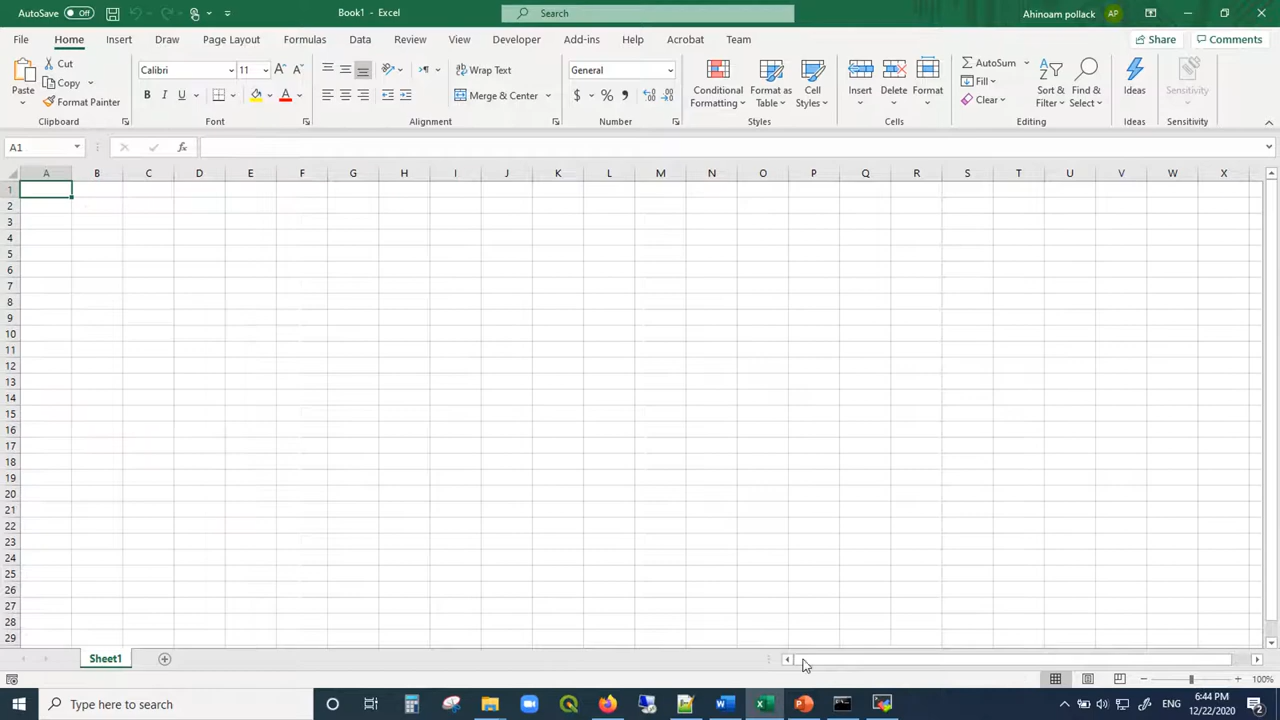 AutoSave Off Book1 - Excel Search Ahinoam pollack AP
File Home Insert Draw Page Layout Formulas Data Review View Developer Add-ins Help Acrobat Team Share Comments
Paste
Cut
Copy
Format Painter
Clipboard
Calibri 11
B I U
Font
Wrap Text
Merge & Center
Alignment
General
$ % ,
Number
Conditional
Formatting
Format as
Table
Cell
Styles
Styles
Insert
Delete
Format
Cells
AutoSum
Fill
Clear
Sort &
Filter
Find &
Select
Editing
Ideas
Ideas
Sensitivity
Sensitivity
A1 fx
A B C D E F G H I J K L M N O P Q R S T U V W X
1
2
3
4
5
6
7
8
9
10
11
12
13
14
15
16
17
18
19
20
21
22
23
24
25
26
27
28
29
Sheet1
100%
Type here to search
ENG
6:44 PM
12/22/2020